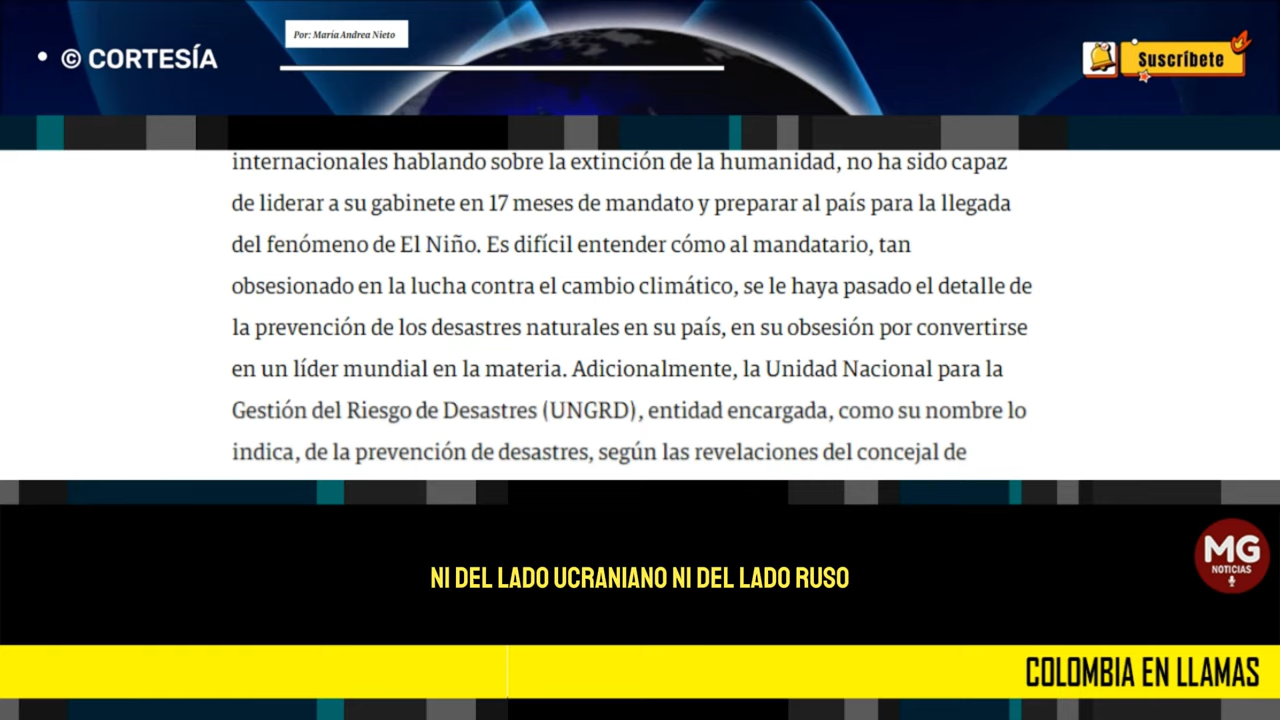 Por: María Andrea Nieto
© CORTESÍA
Suscríbete
internacionales hablando sobre la extinción de la humanidad, no ha sido capaz
de liderar a su gabinete en 17 meses de mandato y preparar al país para la llegada
del fenómeno de El Niño. Es difícil entender cómo al mandatario, tan
obsesionado en la lucha contra el cambio climático, se le haya pasado el detalle de
la prevención de los desastres naturales en su país, en su obsesión por convertirse
en un líder mundial en la materia. Adicionalmente, la Unidad Nacional para la
Gestión del Riesgo de Desastres (UNGRD), entidad encargada, como su nombre lo
indica, de la prevención de desastres, según las revelaciones del concejal de
MG
NOTICIAS
NI DEL LADO UCRANIANO NI DEL LADO RUSO
COLOMBIA EN LLAMAS